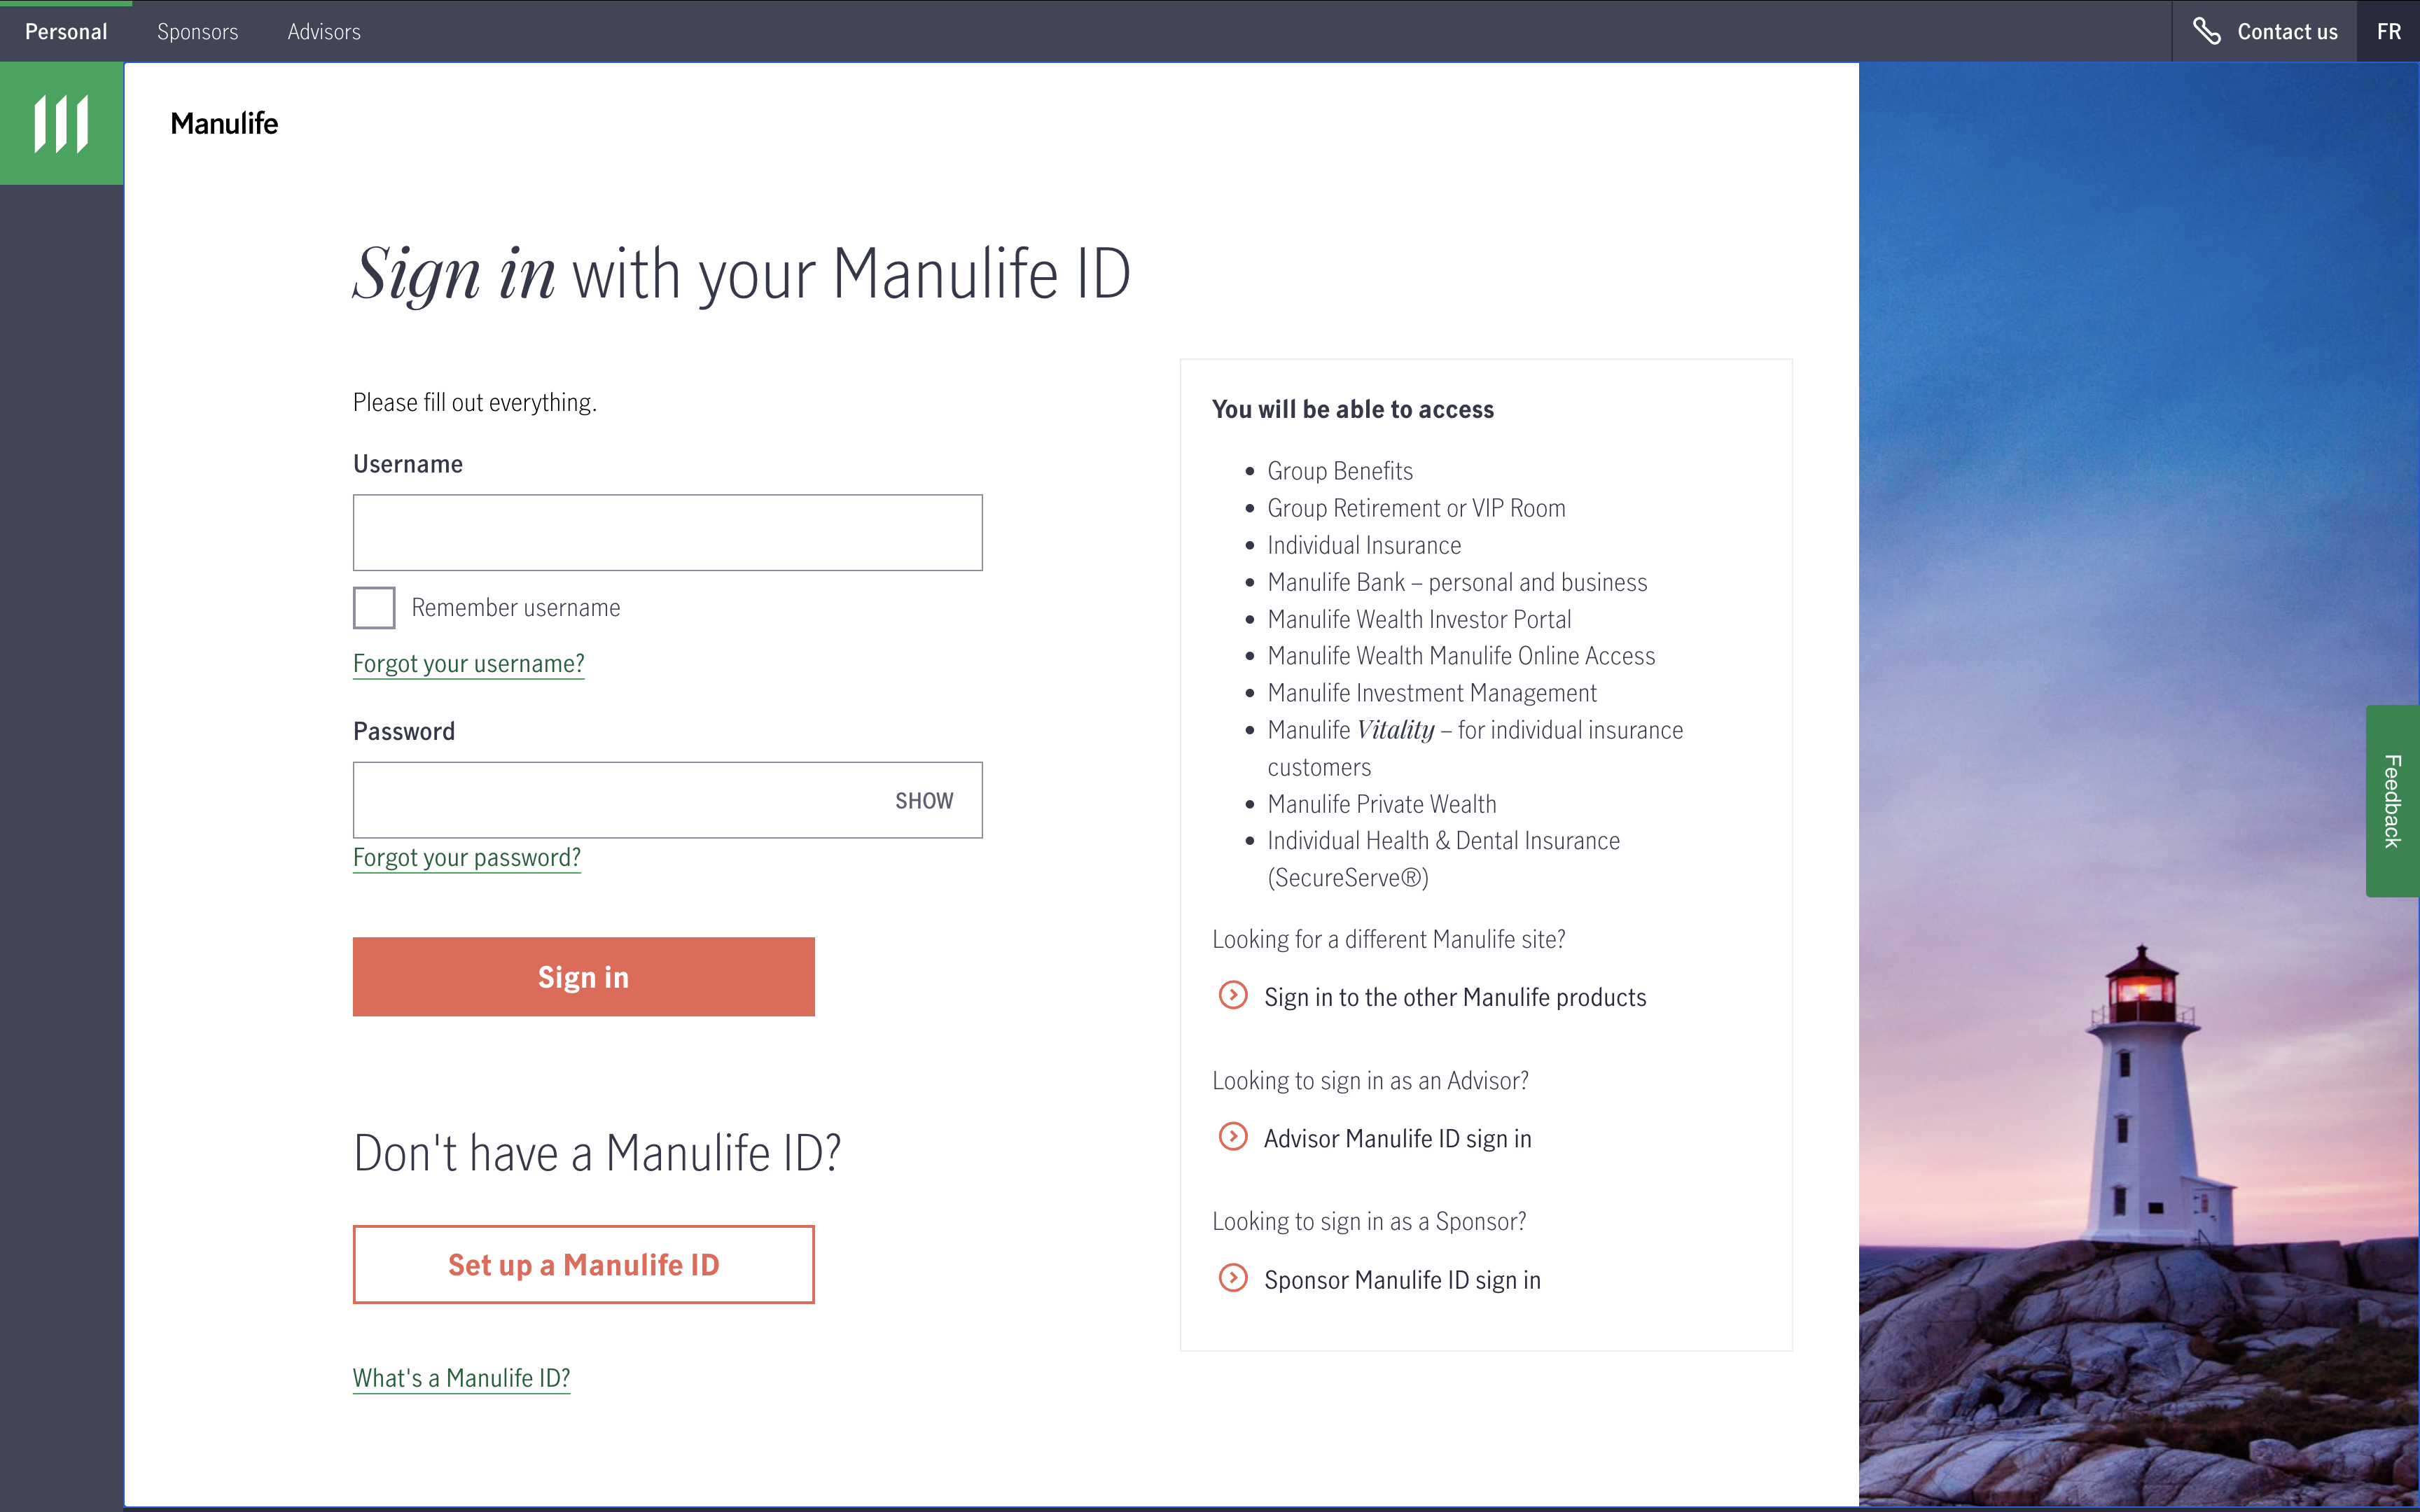 Personal Sponsors Advisors Contact us FR
Manulife
Sign in with your Manulife ID
Please fill out everything.
Username
Remember username
Forgot your username?
Password
SHOW
Forgot your password?
Sign in
Don't have a Manulife ID?
Set up a Manulife ID
What's a Manulife ID?
You will be able to access
• Group Benefits
• Group Retirement or VIP Room
• Individual Insurance
• Manulife Bank – personal and business
• Manulife Wealth Investor Portal
• Manulife Wealth Manulife Online Access
• Manulife Investment Management
• Manulife Vitality – for individual insurance
customers
• Manulife Private Wealth
• Individual Health & Dental Insurance
(SecureServe®)
Looking for a different Manulife site?
Sign in to the other Manulife products
Looking to sign in as an Advisor?
Advisor Manulife ID sign in
Looking to sign in as a Sponsor?
Sponsor Manulife ID sign in
Feedback